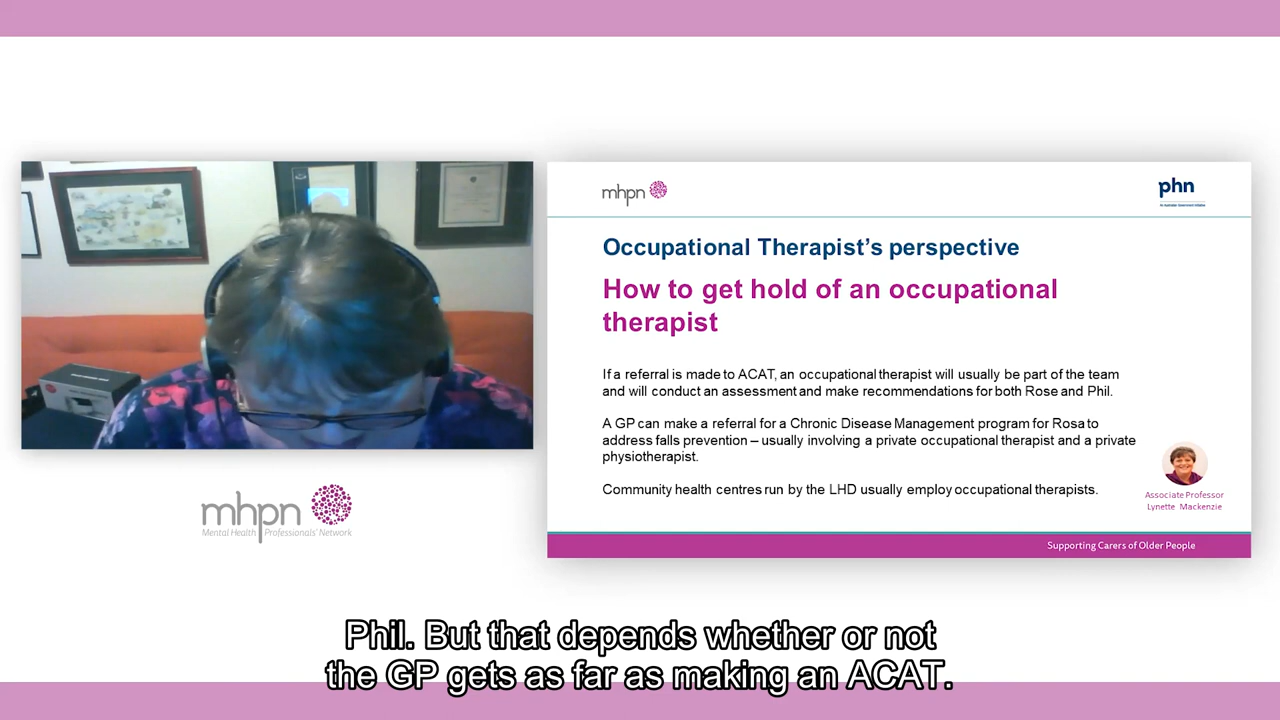 mhpn
phn
An Australian Government Initiative
Occupational Therapist’s perspective
How to get hold of an occupational
therapist
If a referral is made to ACAT, an occupational therapist will usually be part of the team
and will conduct an assessment and make recommendations for both Rose and Phil.
A GP can make a referral for a Chronic Disease Management program for Rosa to
address falls prevention – usually involving a private occupational therapist and a private
physiotherapist.
Community health centres run by the LHD usually employ occupational therapists.
Associate Professor
Lynette Mackenzie
Supporting Carers of Older People
mhpn
Mental Health Professionals' Network
Phil. But that depends whether or not
the GP gets as far as making an ACAT.